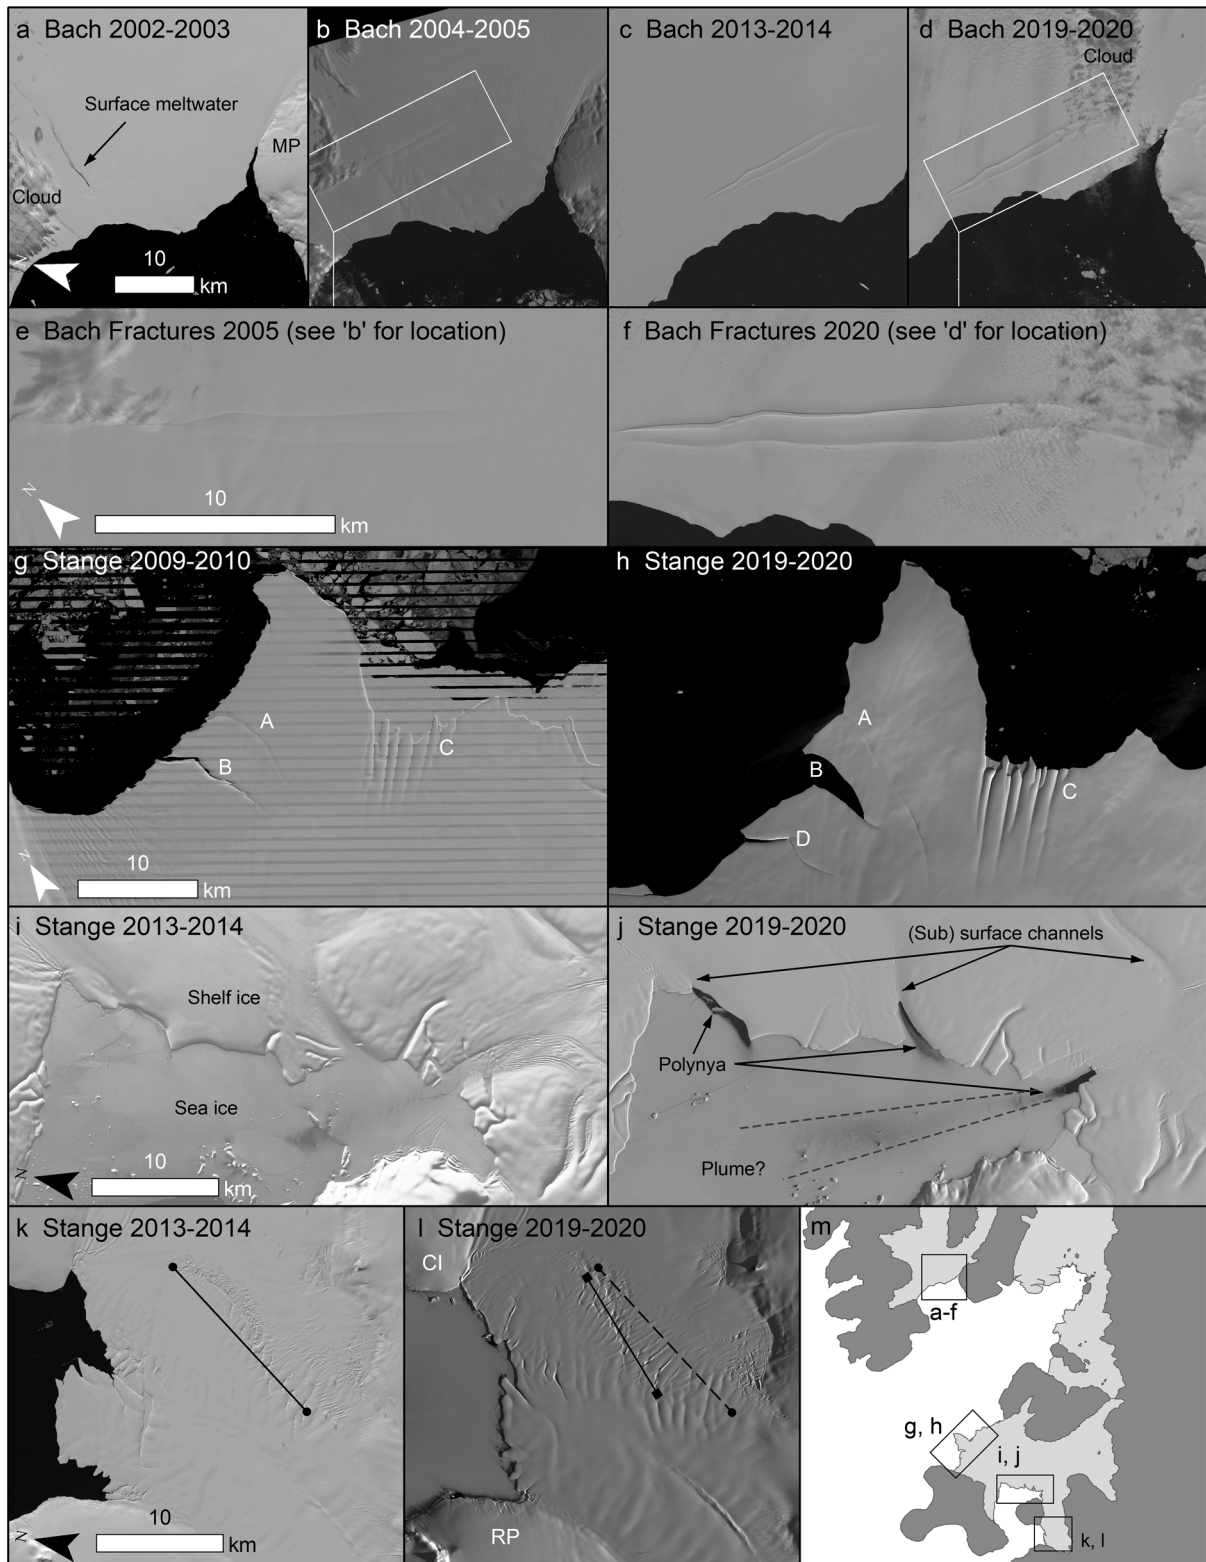 a Bach 2002-2003
Surface meltwater
MP
Cloud
N
10
km
b Bach 2004-2005
c Bach 2013-2014
d Bach 2019-2020
Cloud
e Bach Fractures 2005 (see 'b' for location)
N
10
km
f Bach Fractures 2020 (see 'd' for location)
g Stange 2009-2010
A
B
C
N
10
km
h Stange 2019-2020
A
B
C
D
i Stange 2013-2014
Shelf ice
Sea ice
N
10
km
j Stange 2019-2020
(Sub) surface channels
Polynya
Plume?
k Stange 2013-2014
N
10
km
l Stange 2019-2020
CI
RP
m
a-f
g, h
i, j
k, l